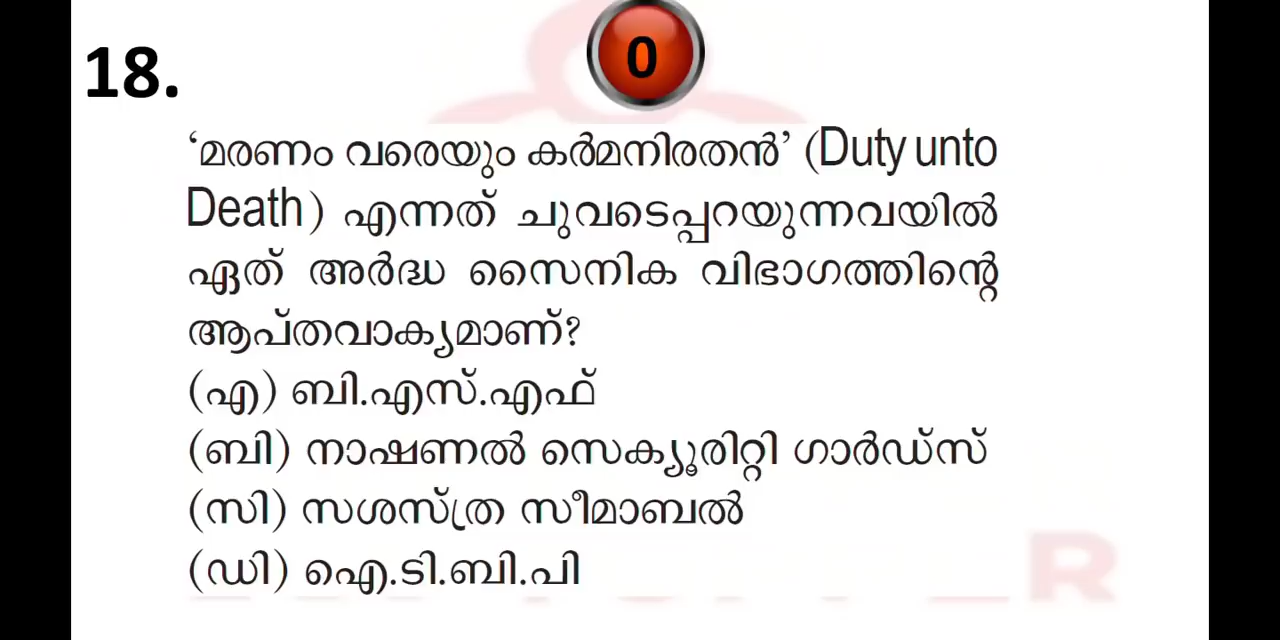 0
18.
‘മരണം വരെയും കർമനിരതൻ’ (Duty unto
Death) എന്നത് ചുവടെപ്പറയുന്നവയിൽ
ഏത് അർദ്ധ സൈനിക വിഭാഗത്തിന്റെ
ആപ്തവാക്യമാണ്?
(എ) ബി.എസ്.എഫ്
(ബി) നാഷണൽ സെക്യൂരിറ്റി ഗാർഡ്സ്
(സി) സശസ്ത്ര സീമാബൽ
(ഡി) ഐ.ടി.ബി.പി